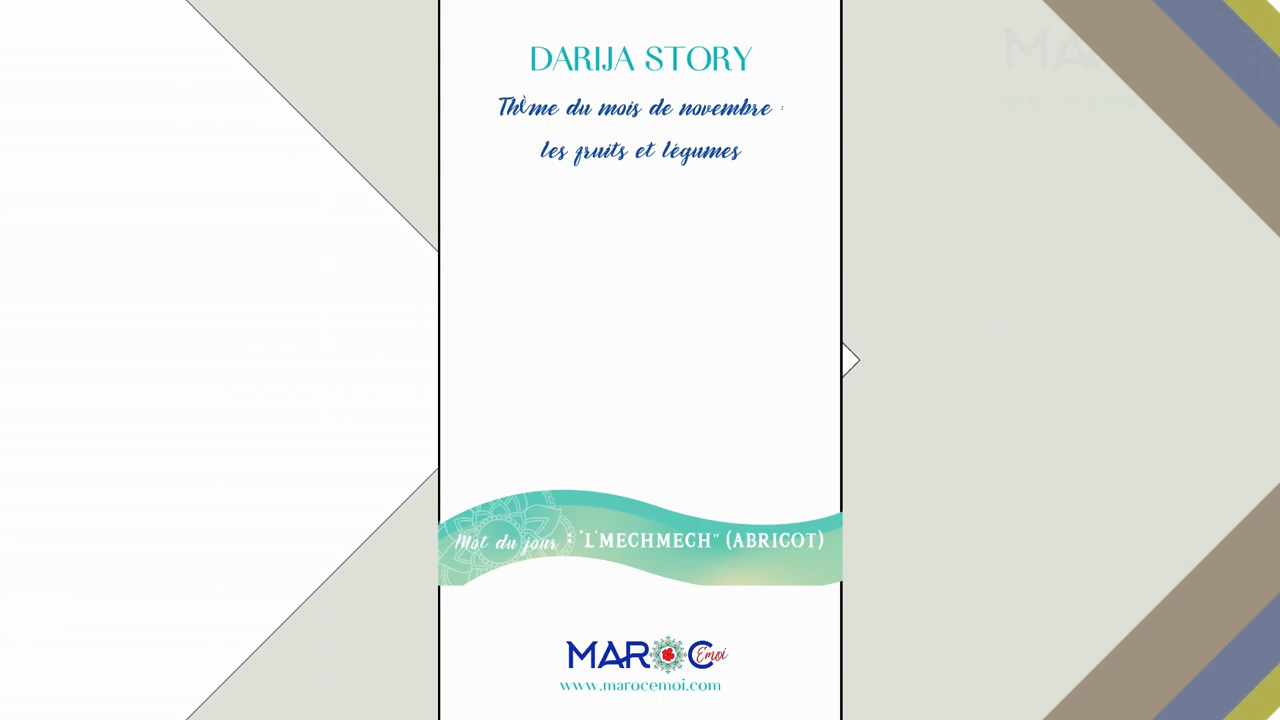 DARIJA STORY
Thème du mois de novembre :
les fruits et légumes
Mot du jour : "L'MECHMECH" (ABRICOT)
MAROC Emoi
www.marocemoi.com